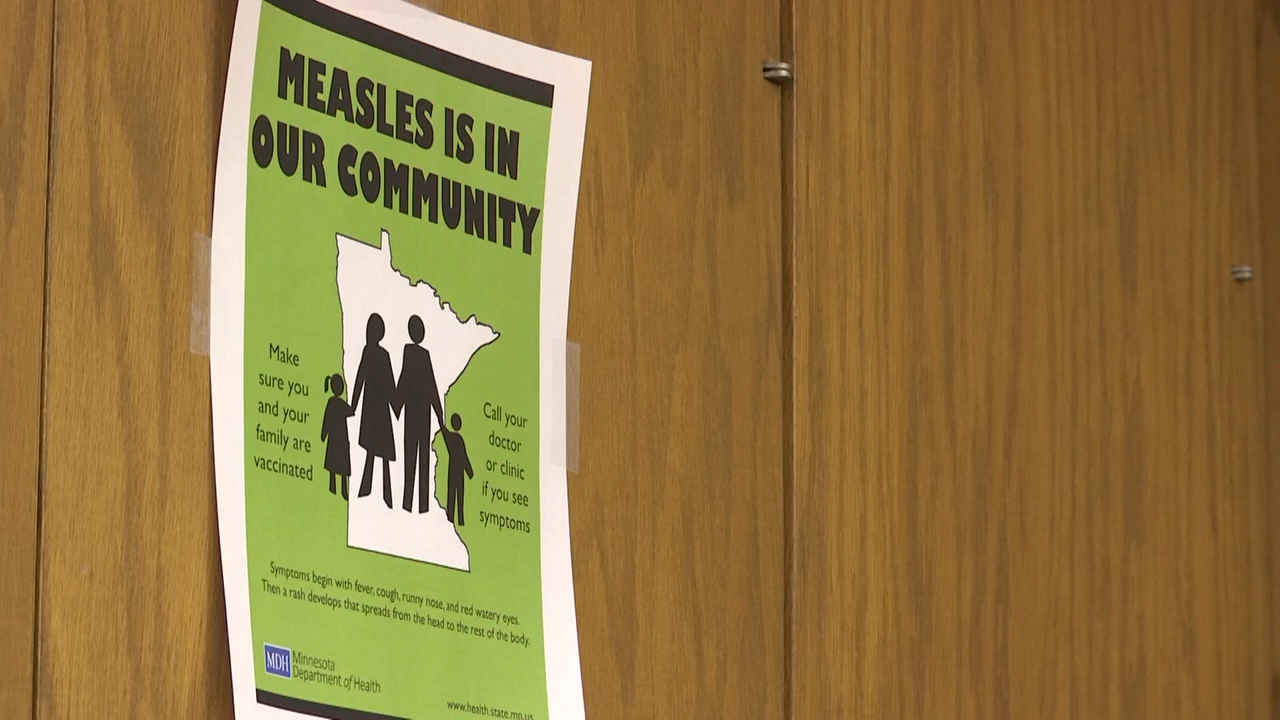 MEASLES IS IN
OUR COMMUNITY
Make
sure you
and your
family are
vaccinated
Call your
doctor
or clinic
if you see
symptoms
Symptoms begin with fever, cough, runny nose, and red watery eyes.
Then a rash develops that spreads from the head to the rest of the body.
MDH
Minnesota
Department of Health
www.health.state.mn.us